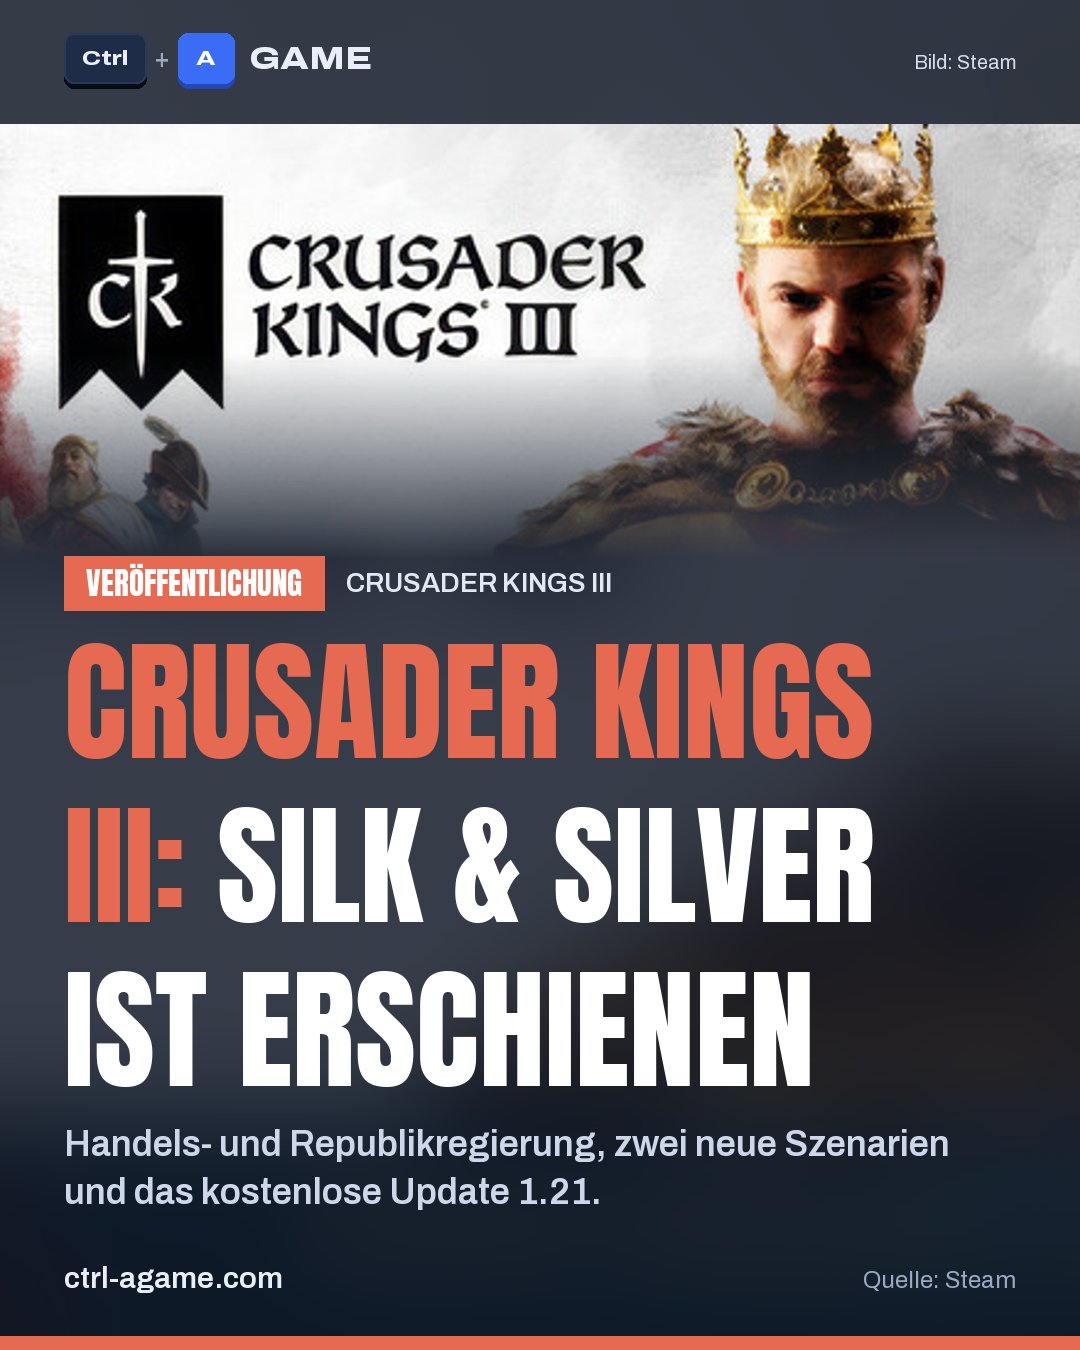 Ctrl + A GAME
Bild: Steam
CK
CRUSADER
KINGS III
VERÖFFENTLICHUNG
CRUSADER KINGS III
CRUSADER KINGS
III: SILK & SILVER
IST ERSCHIENEN
Handels- und Republikregierung, zwei neue Szenarien
und das kostenlose Update 1.21.
ctrl-agame.com
Quelle: Steam